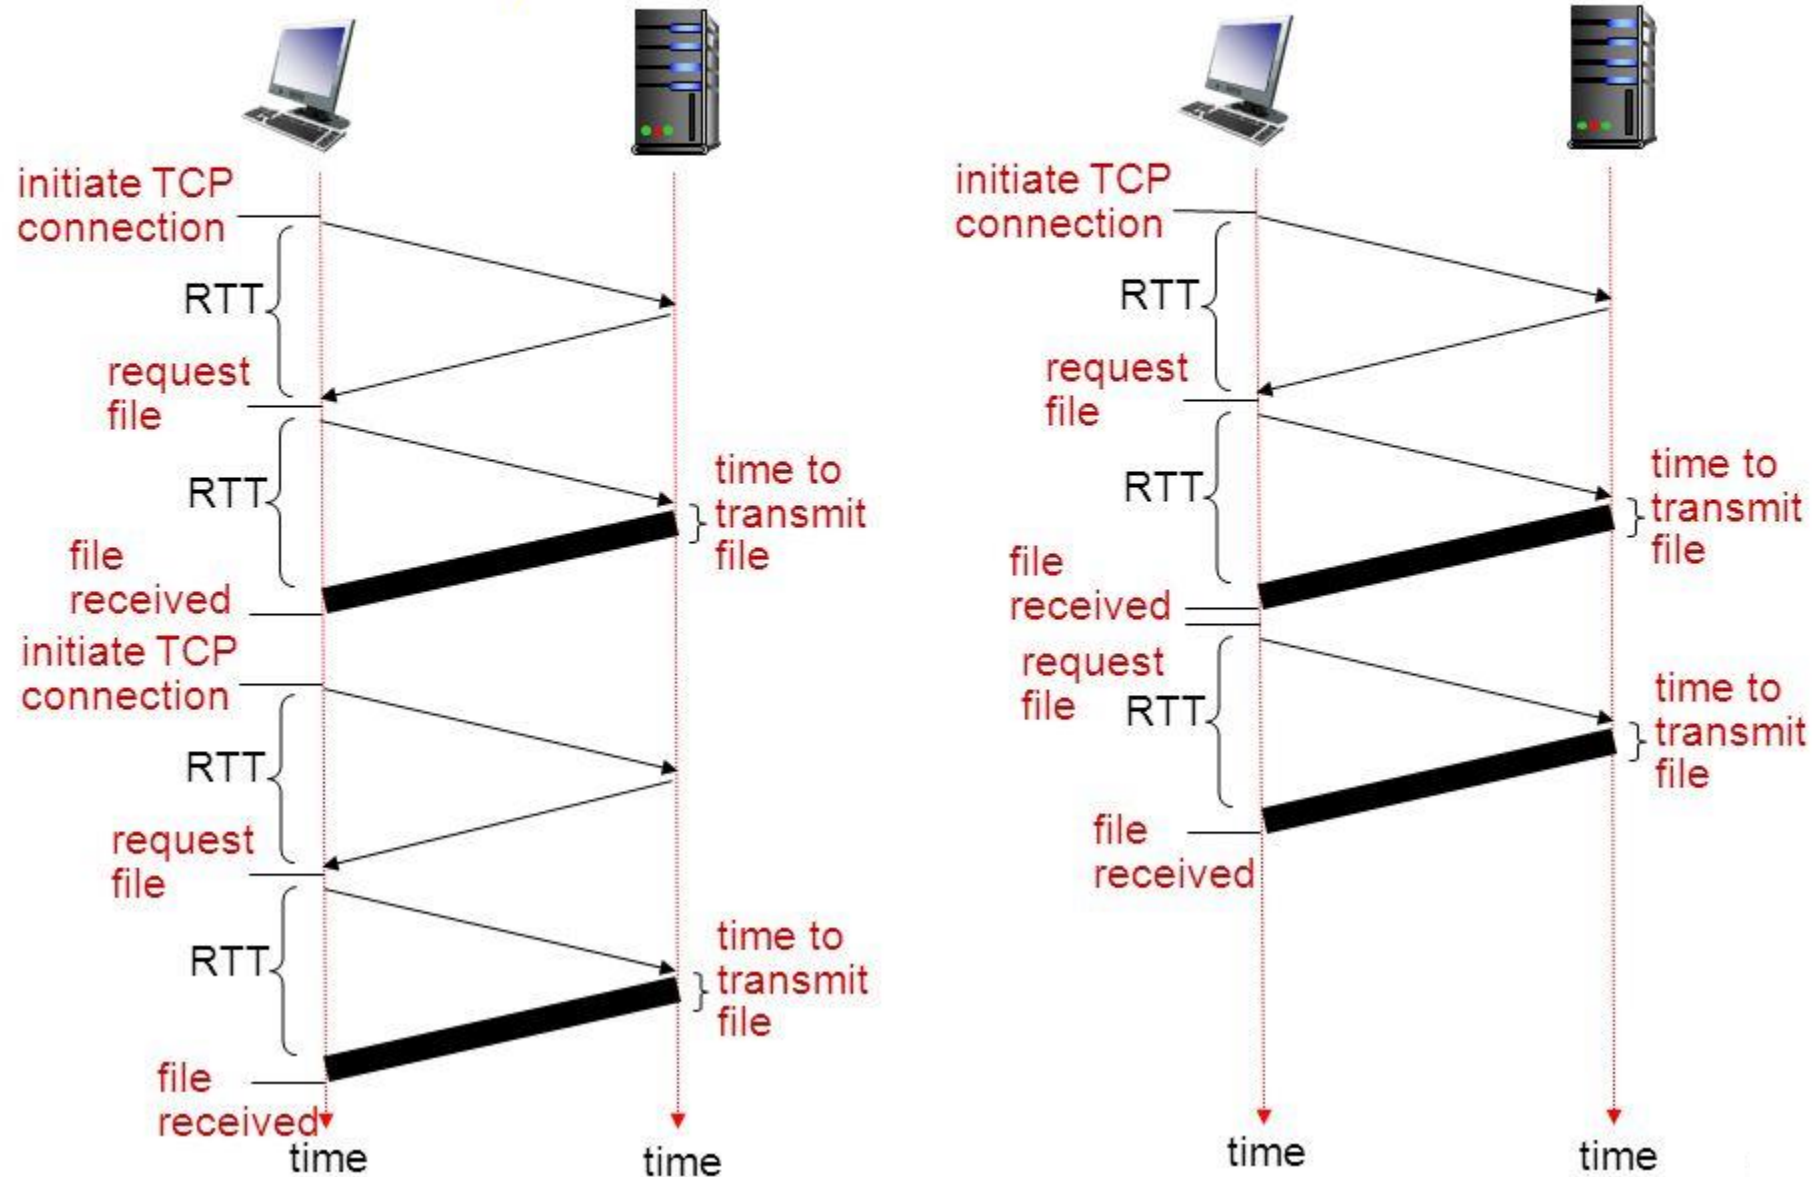 initiate TCP
connection
RTT
request
file
RTT
time to
transmit
file
file
received
initiate TCP
connection
RTT
request
file
RTT
time to
transmit
file
file
received
time
time
initiate TCP
connection
RTT
request
file
RTT
time to
transmit
file
file
received
request
file
RTT
time to
transmit
file
file
received
time
time